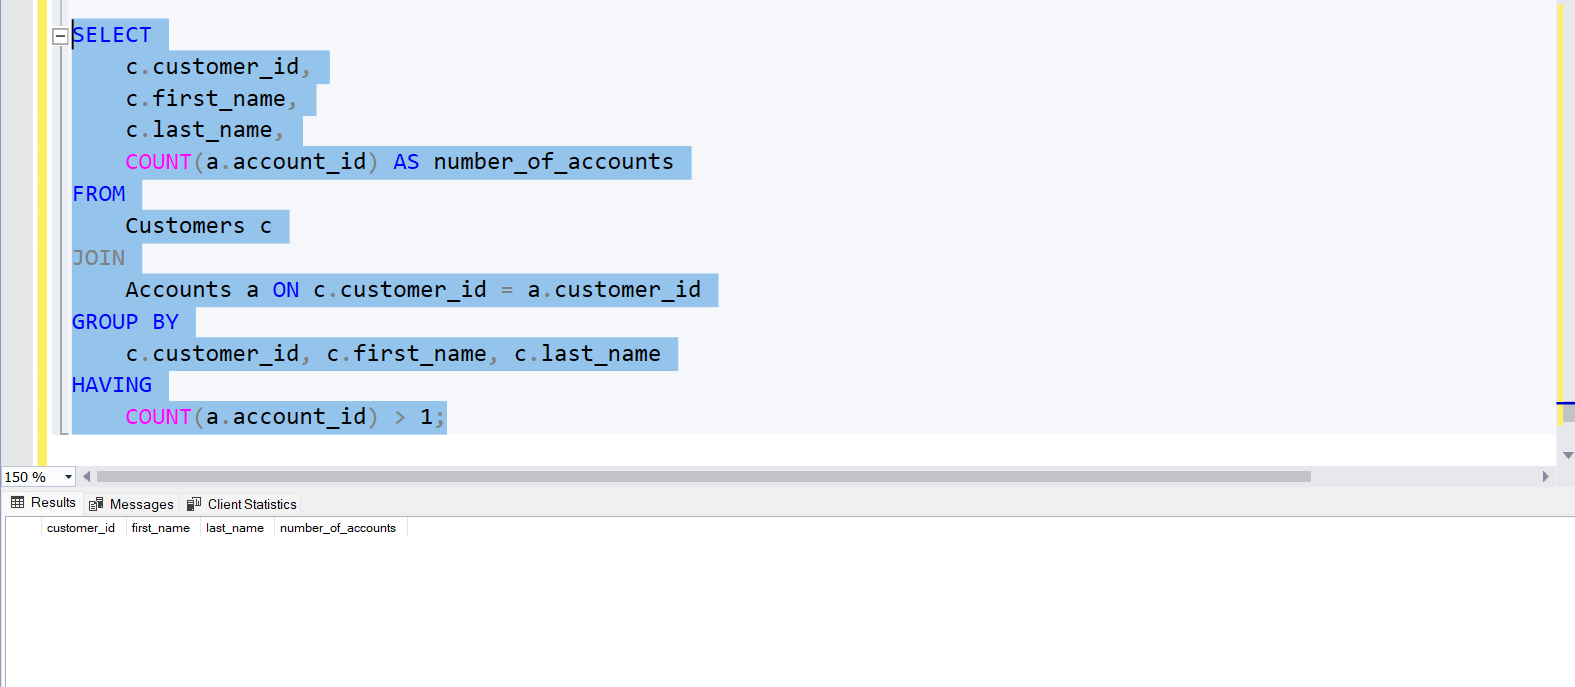 SELECT
c.customer_id,
c.first_name,
c.last_name,
COUNT(a.account_id) AS number_of_accounts
FROM
Customers c
JOIN
Accounts a ON c.customer_id = a.customer_id
GROUP BY
c.customer_id, c.first_name, c.last_name
HAVING
COUNT(a.account_id) > 1;
150 %
Results Messages Client Statistics
customer_id first_name last_name number_of_accounts